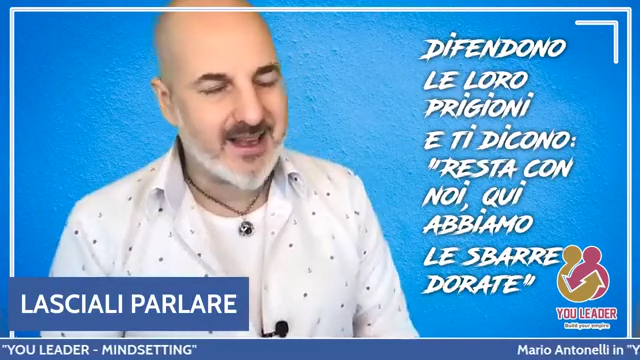 DIFENDONO
LE LORO
PRIGIONI
E TI DICONO:
"RESTA CON
NOI, QUI
ABBIAMO
LE SBARRE
DORATE"
YOU LEADER
Build your empire
LASCIALI PARLARE
"YOU LEADER - MINDSETTING"
Mario Antonelli in "Y